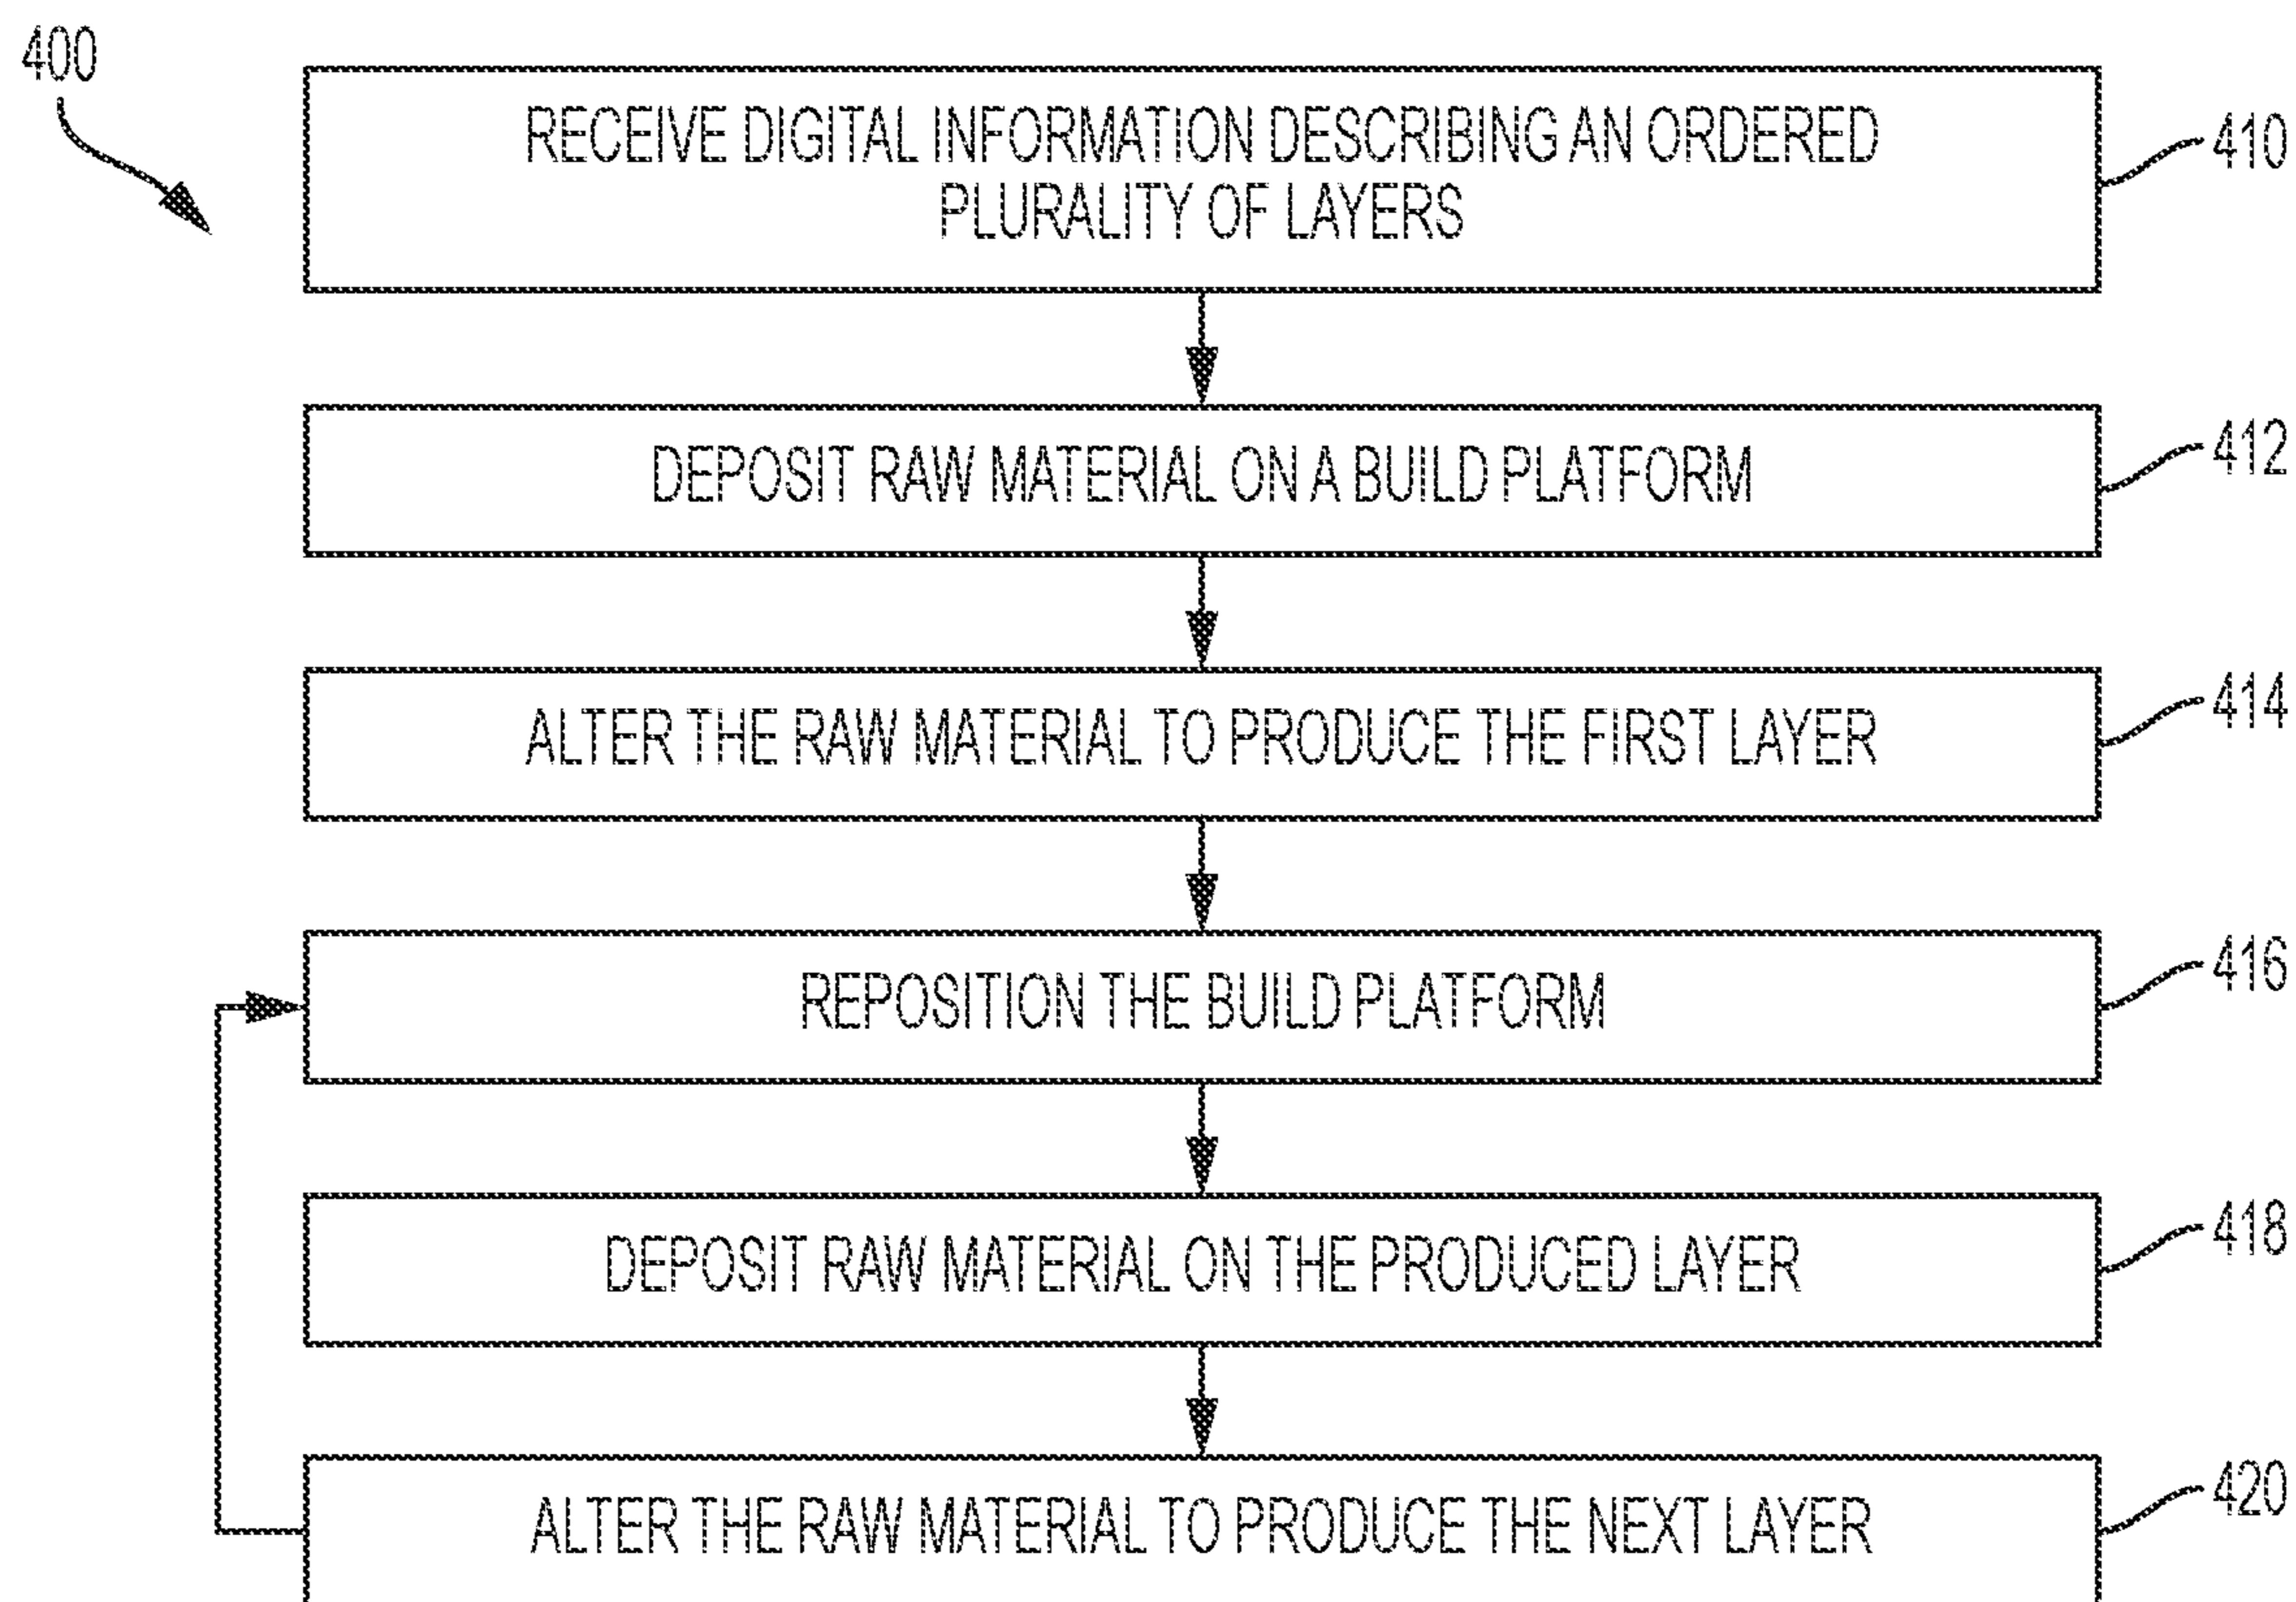 400
RECEIVE DIGITAL INFORMATION DESCRIBING AN ORDERED
PLURALITY OF LAYERS
410
DEPOSIT RAW MATERIAL ON A BUILD PLATFORM
412
ALTER THE RAW MATERIAL TO PRODUCE THE FIRST LAYER
414
REPOSITION THE BUILD PLATFORM
416
DEPOSIT RAW MATERIAL ON THE PRODUCED LAYER
418
ALTER THE RAW MATERIAL TO PRODUCE THE NEXT LAYER
420